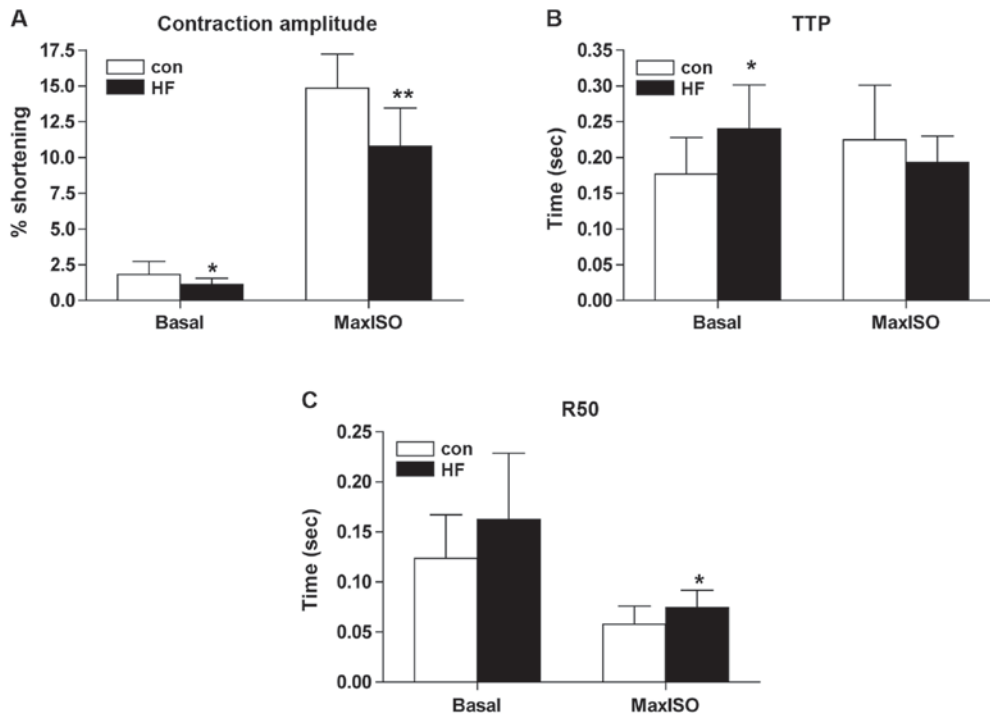 A
Contraction amplitude
% shortening
17.5
15.0
12.5
10.0
7.5
5.0
2.5
0.0
con
HF
*
**
Basal
MaxISO
B
TTP
Time (sec)
0.35
0.30
0.25
0.20
0.15
0.10
0.05
0.00
con
HF
*
Basal
MaxISO
C
R50
Time (sec)
0.25
0.20
0.15
0.10
0.05
0.00
con
HF
*
Basal
MaxISO